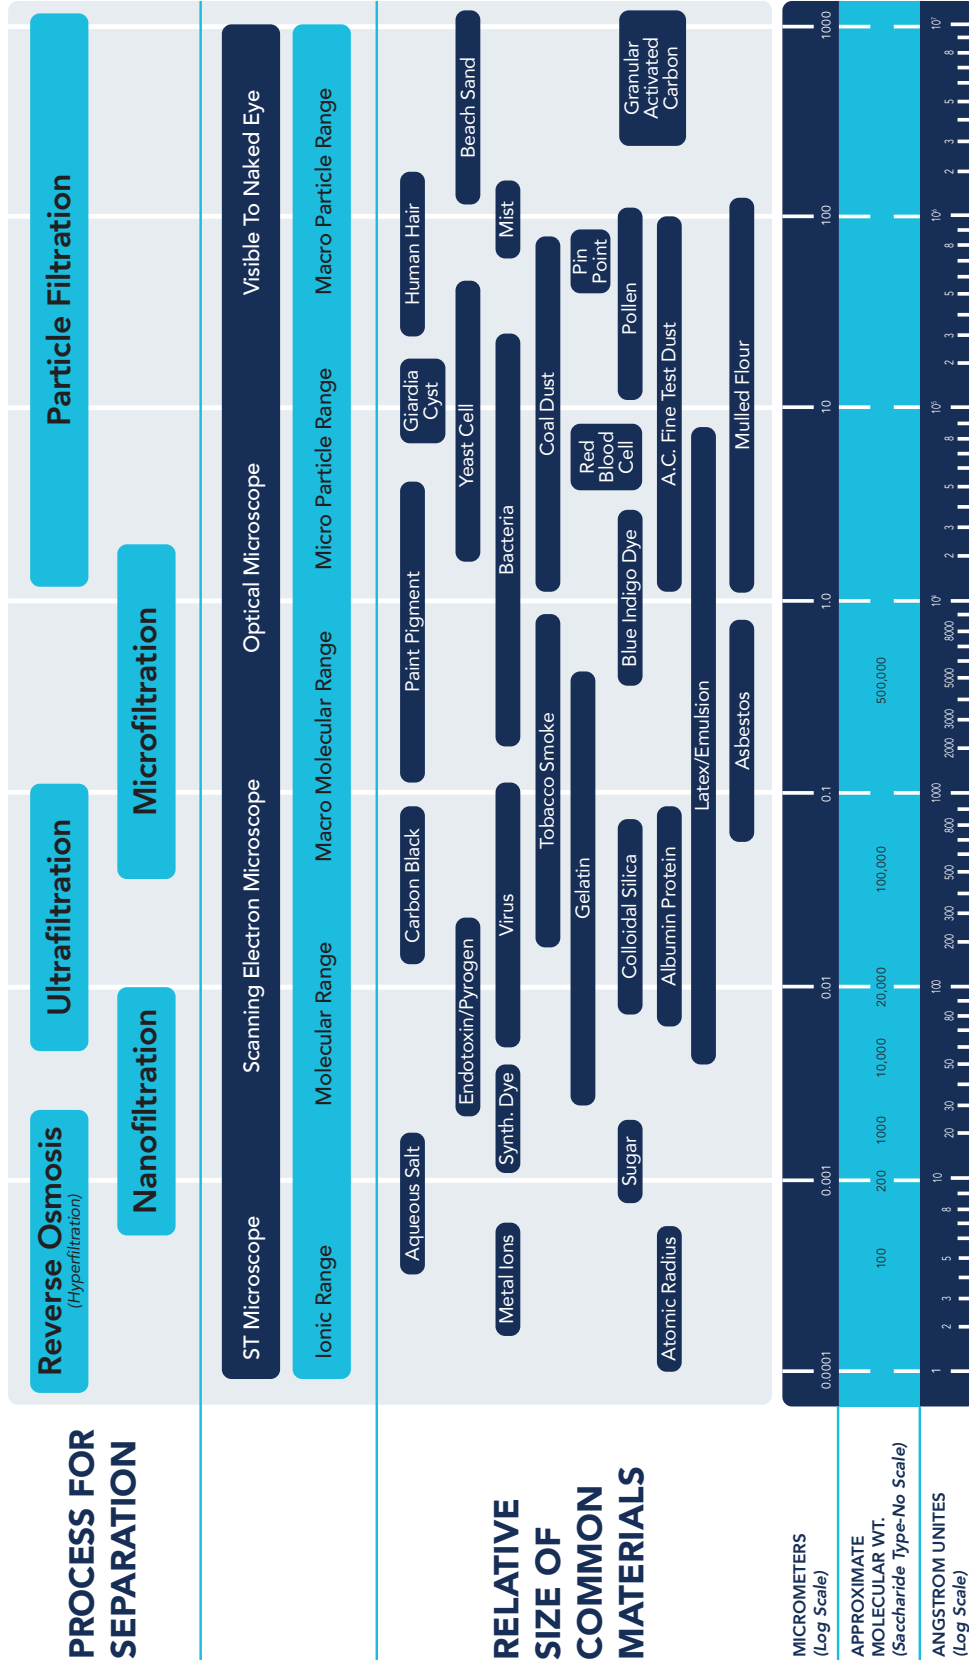 PROCESS FOR
SEPARATION
Reverse Osmosis
(Hyperfiltration)
Ultrafiltration
Particle Filtration
Nanofiltration
Microfiltration
ST Microscope
Scanning Electron Microscope
Optical Microscope
Visible To Naked Eye
Ionic Range
Molecular Range
Macro Molecular Range
Micro Particle Range
Macro Particle Range
RELATIVE
SIZE OF
COMMON
MATERIALS
Aqueous Salt
Carbon Black
Paint Pigment
Giardia
Cyst
Human Hair
Endotoxin/Pyrogen
Yeast Cell
Beach Sand
Metal Ions
Synth. Dye
Virus
Bacteria
Mist
Tobacco Smoke
Coal Dust
Gelatin
Red
Blood
Cell
Pin
Point
Sugar
Colloidal Silica
Blue Indigo Dye
Pollen
Granular
Activated
Carbon
Atomic Radius
Albumin Protein
A.C. Fine Test Dust
Latex/Emulsion
Asbestos
Mulled Flour
MICROMETERS
(Log Scale)
0.0001 0.001 0.01 0.1 1.0 10 100 1000
APPROXIMATE
MOLECULAR WT.
(Saccharide Type-No Scale)
100 200 1000 10,000 20,000 100,000 500,000
ANGSTROM UNITES
(Log Scale)
1 2 3 5 8 10 20 30 50 80 100 200 300 500 800 1000 2000 3000 5000 8000 10⁴ 2 3 5 8 10⁵ 2 3 5 8 10⁶ 2 3 5 8 10⁷